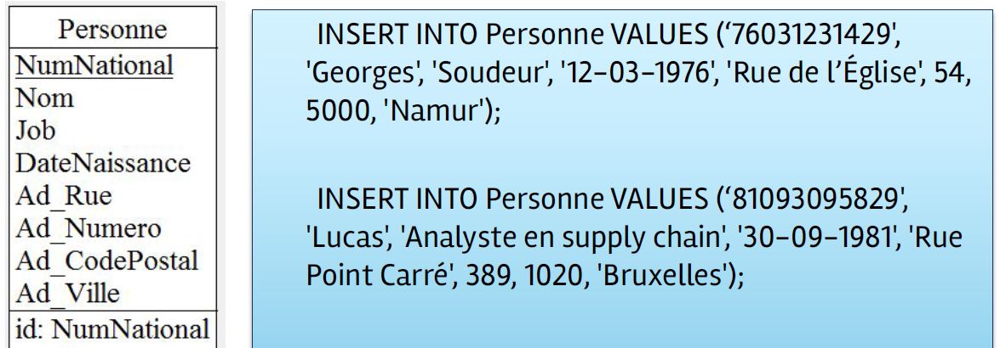 Personne
NumNational
Nom
Job
DateNaissance
Ad_Rue
Ad_Numero
Ad_CodePostal
Ad_Ville
id: NumNational
INSERT INTO Personne VALUES (‘76031231429',
'Georges', 'Soudeur', '12-03-1976', 'Rue de l’Église', 54,
5000, 'Namur');
INSERT INTO Personne VALUES (‘81093095829',
'Lucas', 'Analyste en supply chain', '30-09-1981', 'Rue
Point Carré', 389, 1020, 'Bruxelles');